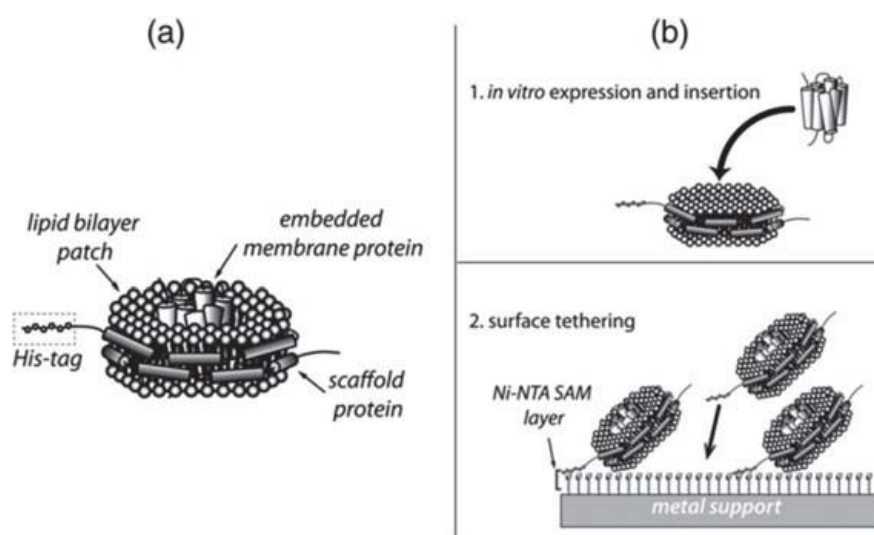 (a)
(b)
lipid bilayer
patch
embedded
membrane protein
His-tag
scaffold
protein
1. in vitro expression and insertion
2. surface tethering
Ni-NTA SAM
layer
metal support